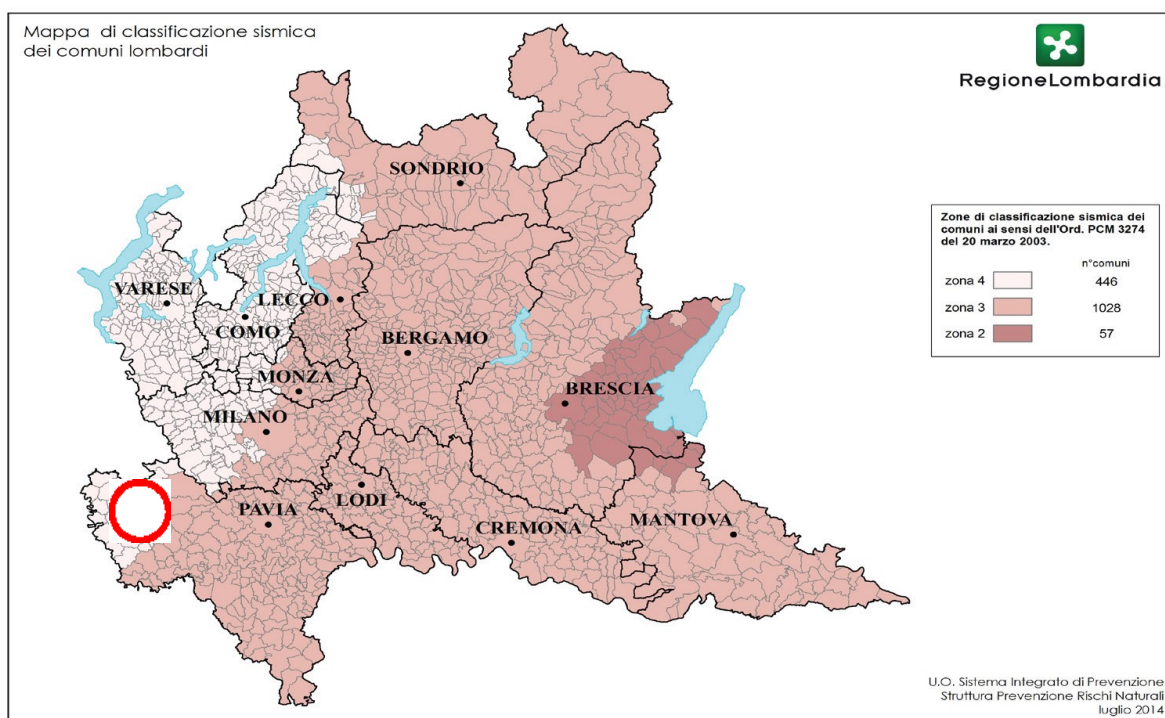 Mappa di classificazione sismica
dei comuni lombardi
RegioneLombardia
SONDRIO
VARESE
LECCO
COMO
BERGAMO
MONZA
BRESCIA
MILANO
LODI
PAVIA
CREMONA
MANTOVA
Zone di classificazione sismica dei
comuni ai sensi dell'Ord. PCM 3274
del 20 marzo 2003.
n°comuni
zona 4 446
zona 3 1028
zona 2 57
U.O. Sistema Integrato di Prevenzione
Struttura Prevenzione Rischi Naturali
luglio 2014